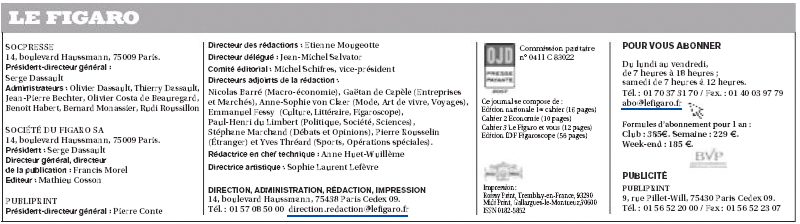 LE FIGARO
SOCPRESSE
14, boulevard Haussmann, 75009 Paris.
Président-directeur général :
Serge Dassault
Administrateurs : Olivier Dassault, Thierry Dassault,
Jean-Pierre Bechter, Olivier Costa de Beauregard,
Benoît Habert, Bernard Monassier, Rudi Roussillon
SOCIÉTÉ DU FIGARO SA
14, boulevard Haussmann, 75009 Paris.
Président : Serge Dassault
Directeur général, directeur
de la publication : Francis Morel
Editeur : Mathieu Cosson
PUBLIPRINT
Président-directeur général : Pierre Conte
Directeur des rédactions : Etienne Mougeotte
Directeur délégué : Jean-Michel Salvator
Comité éditorial : Michel Schifres, vice-président
Directeurs adjoints de la rédaction :
Nicolas Barré (Macro-économie), Gaëtan de Capèle (Entreprises
et Marchés), Anne-Sophie von Claer (Mode, Art de vivre, Voyages),
Emmanuel Fessy (Culture, Littéraire, Figaroscope),
Paul-Henri du Limbert (Politique, Société, Sciences),
Stéphane Marchand (Débats et Opinions), Pierre Rousselin
(Étranger) et Yves Thréard (Sports, Opérations spéciales).
Rédactrice en chef technique : Anne Huet-Wuillème
Directrice artistique : Sophie Laurent Lefèvre
DIRECTION, ADMINISTRATION, RÉDACTION, IMPRESSION
14, boulevard Haussmann, 75438 Paris Cedex 09.
Tél. : 01 57 08 50 00 direction.redaction@lefigaro.fr
OJD
PRESSE
PAYANTE
Commission paritaire
n° 0411 C 83022
Ce journal se compose de :
Edition nationale 1er cahier (16 pages)
Cahier 2 Economie (10 pages)
Cahier 3 Le Figaro et vous (12 pages)
Edition IDF Figaroscope (56 pages)
Impression :
Roissy Print, Tremblay-en-France, 93290
Midi Print, Gallargues-le-Montueux, 30600
ISSN 0182-5852
POUR VOUS ABONNER
Du lundi au vendredi,
de 7 heures à 18 heures ;
samedi de 7 heures à 12 heures.
Tél. : 01 70 37 31 70 / Fax. : 01 40 03 97 79
abo@lefigaro.fr
Formules d'abonnement pour 1 an :
Club : 385€. Semaine : 229 €.
Week-end : 185 €.
BVP
PUBLICITÉ
PUBLIPRINT
9, rue Pillet-Will, 75430 Paris Cedex 09.
Tél. : 01 56 52 20 00 / Fax : 01 56 52 23 07